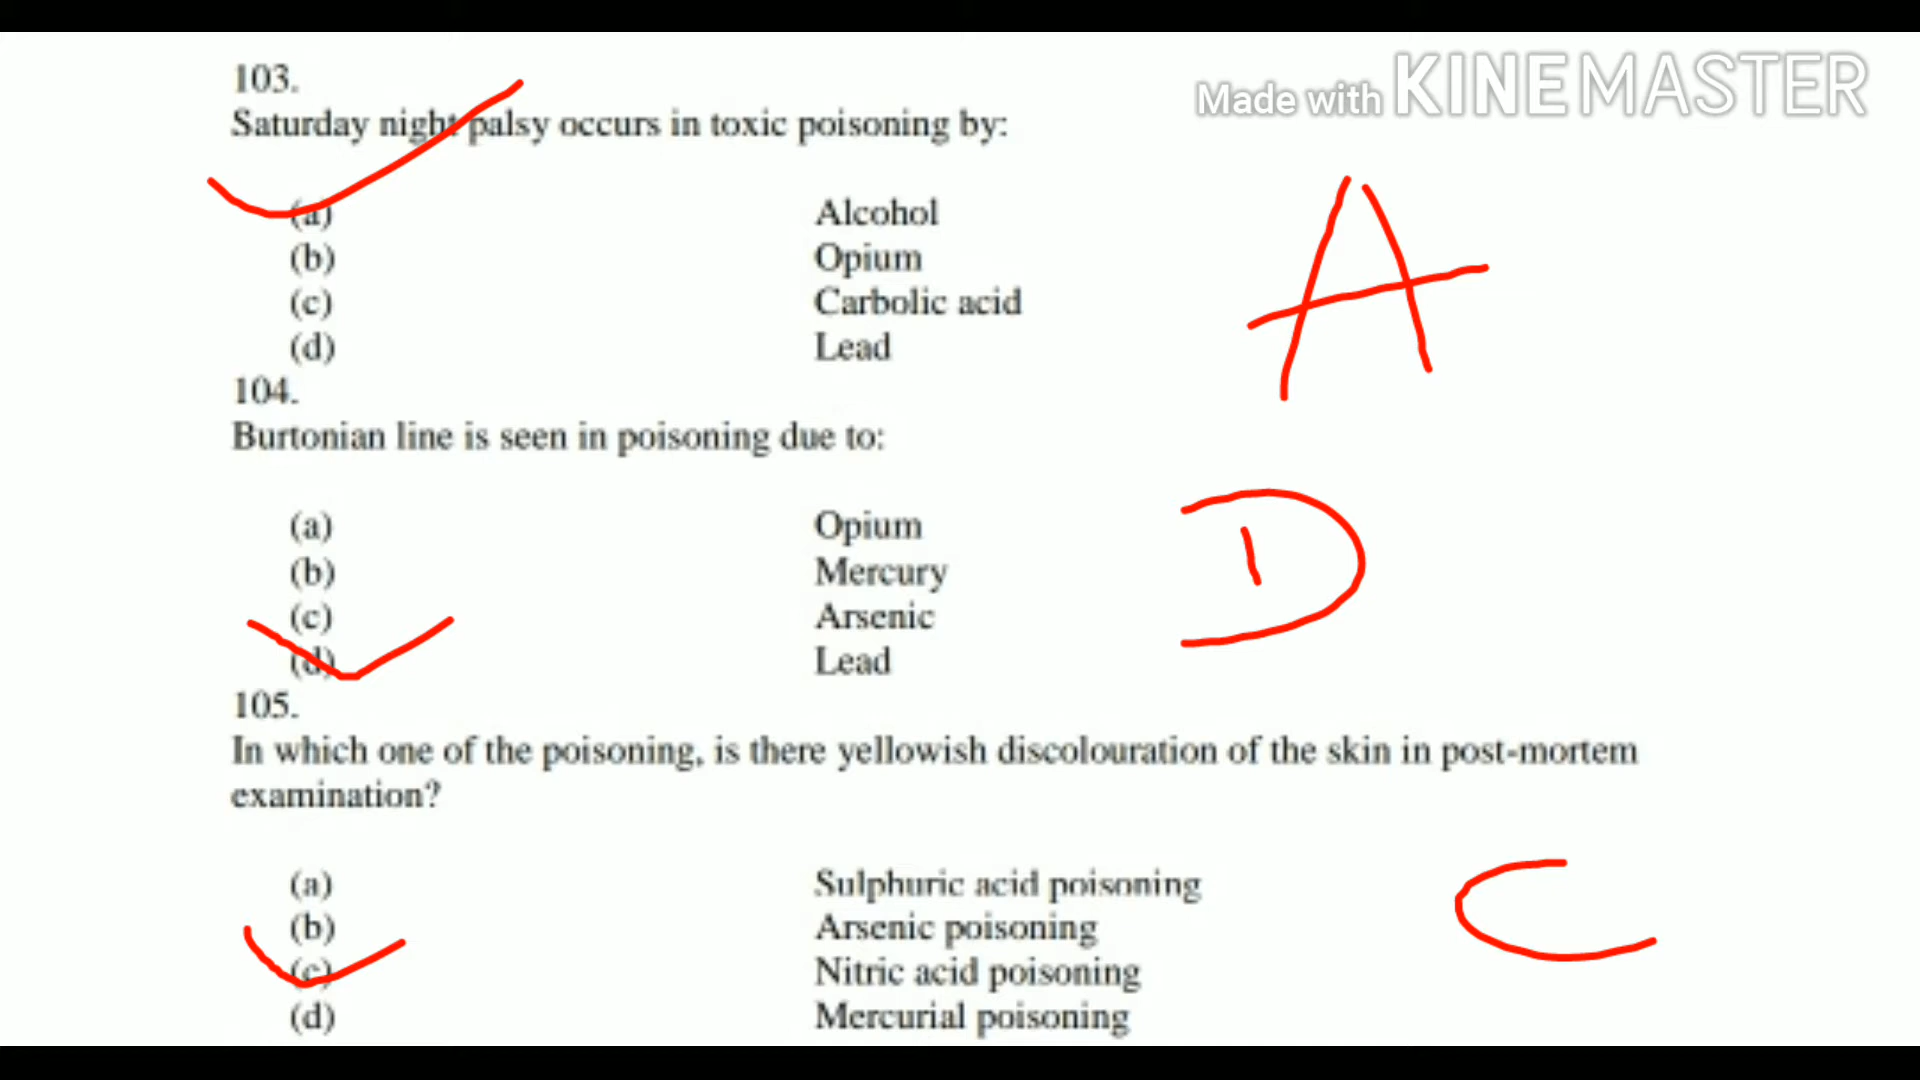 Made with KINEMASTER
103.
Saturday night palsy occurs in toxic poisoning by:
(a) Alcohol
(b) Opium
(c) Carbolic acid
(d) Lead
A
104.
Burtonian line is seen in poisoning due to:
(a) Opium
(b) Mercury
(c) Arsenic
(d) Lead
D
105.
In which one of the poisoning, is there yellowish discolouration of the skin in post-mortem
examination?
(a) Sulphuric acid poisoning
(b) Arsenic poisoning
(c) Nitric acid poisoning
(d) Mercurial poisoning
C